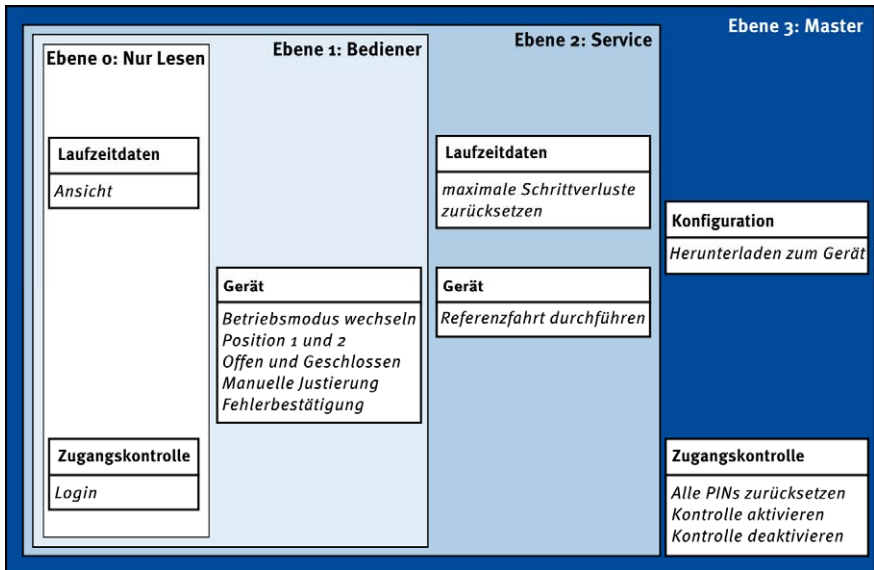 Ebene 3: Master
Ebene 2: Service
Ebene 1: Bediener
Ebene 0: Nur Lesen
Laufzeitdaten
Ansicht
Zugangskontrolle
Login
Gerät
Betriebsmodus wechseln
Position 1 und 2
Offen und Geschlossen
Manuelle Justierung
Fehlerbestätigung
Laufzeitdaten
maximale Schrittverluste
zurücksetzen
Gerät
Referenzfahrt durchführen
Konfiguration
Herunterladen zum Gerät
Zugangskontrolle
Alle PINs zurücksetzen
Kontrolle aktivieren
Kontrolle deaktivieren